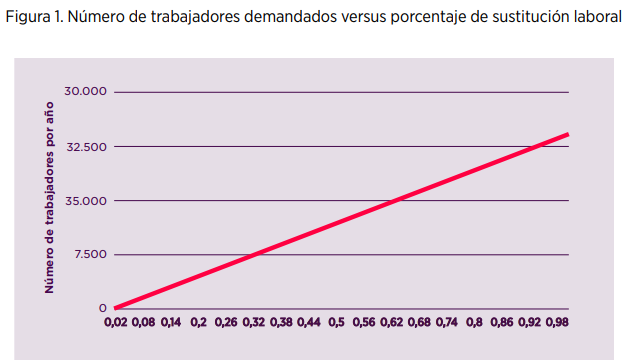 Figura 1. Número de trabajadores demandados versus porcentaje de sustitución laboral
Número de trabajadores por año
30.000
32.500
35.000
7.500
0
0,02 0,08 0,14 0,2 0,26 0,32 0,38 0,44 0,5 0,56 0,62 0,68 0,74 0,8 0,86 0,92 0,98